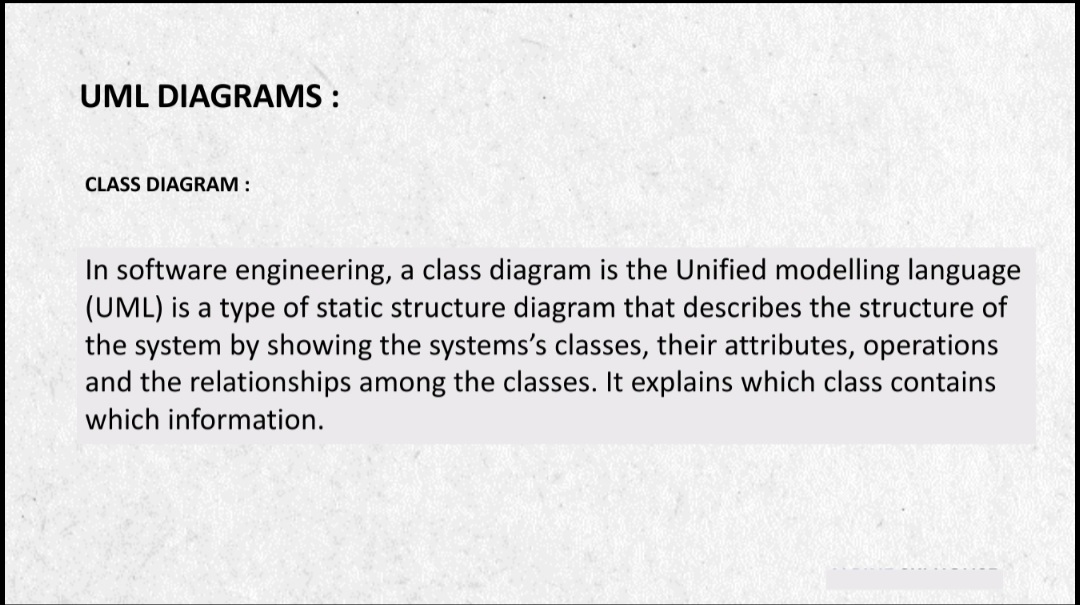 UML DIAGRAMS :
CLASS DIAGRAM :
In software engineering, a class diagram is the Unified modelling language
(UML) is a type of static structure diagram that describes the structure of
the system by showing the systems’s classes, their attributes, operations
and the relationships among the classes. It explains which class contains
which information.